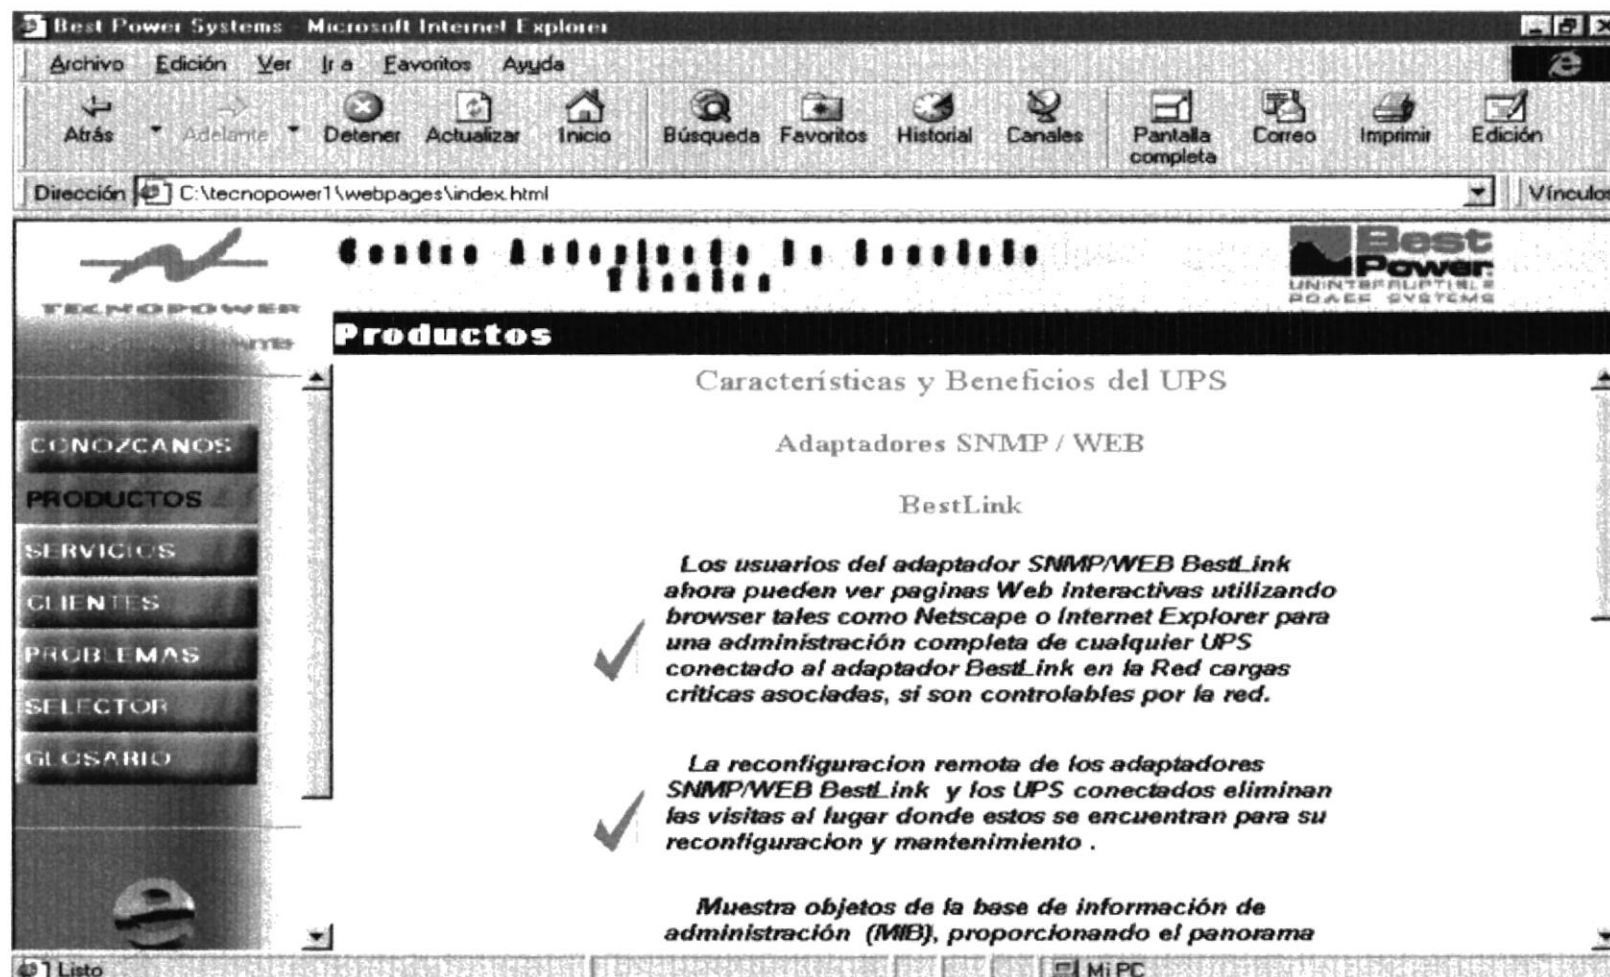 Best Power Systems - Microsoft Internet Explorer
Archivo Edición Ver Ir a Favoritos Ayuda
Atrás Adelante Detener Actualizar Inicio Búsqueda Favoritos Historial Canales Pantalla completa Correo Imprimir Edición
Dirección C:\tecnopower1\webpages\index.html Vínculos
TECNOPOWER
Best
Power
UNINTERRUPTIBLE
POWER SYSTEMS
Productos
Características y Beneficios del UPS
Adaptadores SNMP / WEB
BestLink
CONOZCANOS
PRODUCTOS
SERVICIOS
CLIENTES
PROBLEMAS
SELECTOR
GLOSARIO
Los usuarios del adaptador SNMP/WEB BestLink
ahora pueden ver paginas Web interactivas utilizando
browser tales como Netscape o Internet Explorer para
una administración completa de cualquier UPS
conectado al adaptador BestLink en la Red cargas
criticas asociadas, si son controlables por la red.
La reconfiguracion remota de los adaptadores
SNMP/WEB BestLink y los UPS conectados eliminan
las visitas al lugar donde estos se encuentran para su
reconfiguracion y mantenimiento .
Muestra objetos de la base de información de
administración (MIB), proporcionando el panorama
Listo
Mi PC